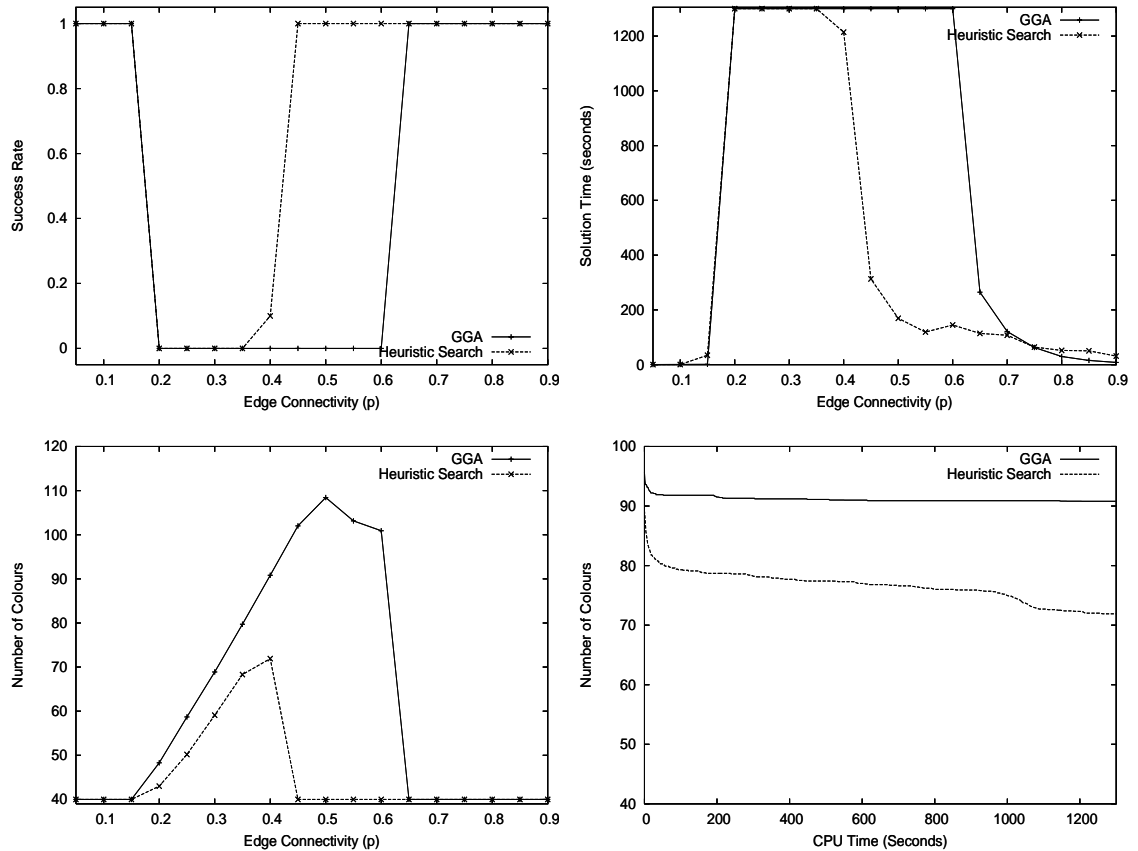 1
0.8
0.6
0.4
0.2
0
Success Rate
0.1 0.2 0.3 0.4 0.5 0.6 0.7 0.8 0.9
Edge Connectivity (p)
GGA
Heuristic Search
1200
1000
800
600
400
200
0
Solution Time (seconds)
0.1 0.2 0.3 0.4 0.5 0.6 0.7 0.8 0.9
Edge Connectivity (p)
GGA
Heuristic Search
120
110
100
90
80
70
60
50
40
Number of Colours
0.1 0.2 0.3 0.4 0.5 0.6 0.7 0.8 0.9
Edge Connectivity (p)
GGA
Heuristic Search
100
90
80
70
60
50
40
Number of Colours
0 200 400 600 800 1000 1200
CPU Time (Seconds)
GGA
Heuristic Search